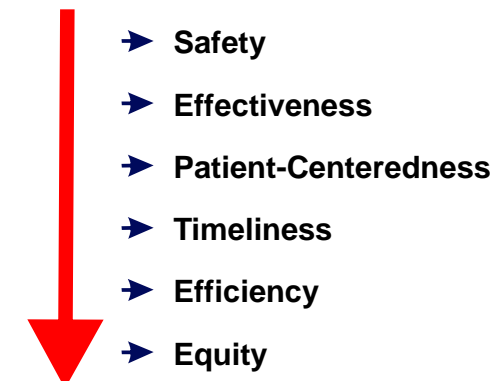 Safety
Effectiveness
Patient-Centeredness
Timeliness
Efficiency
Equity